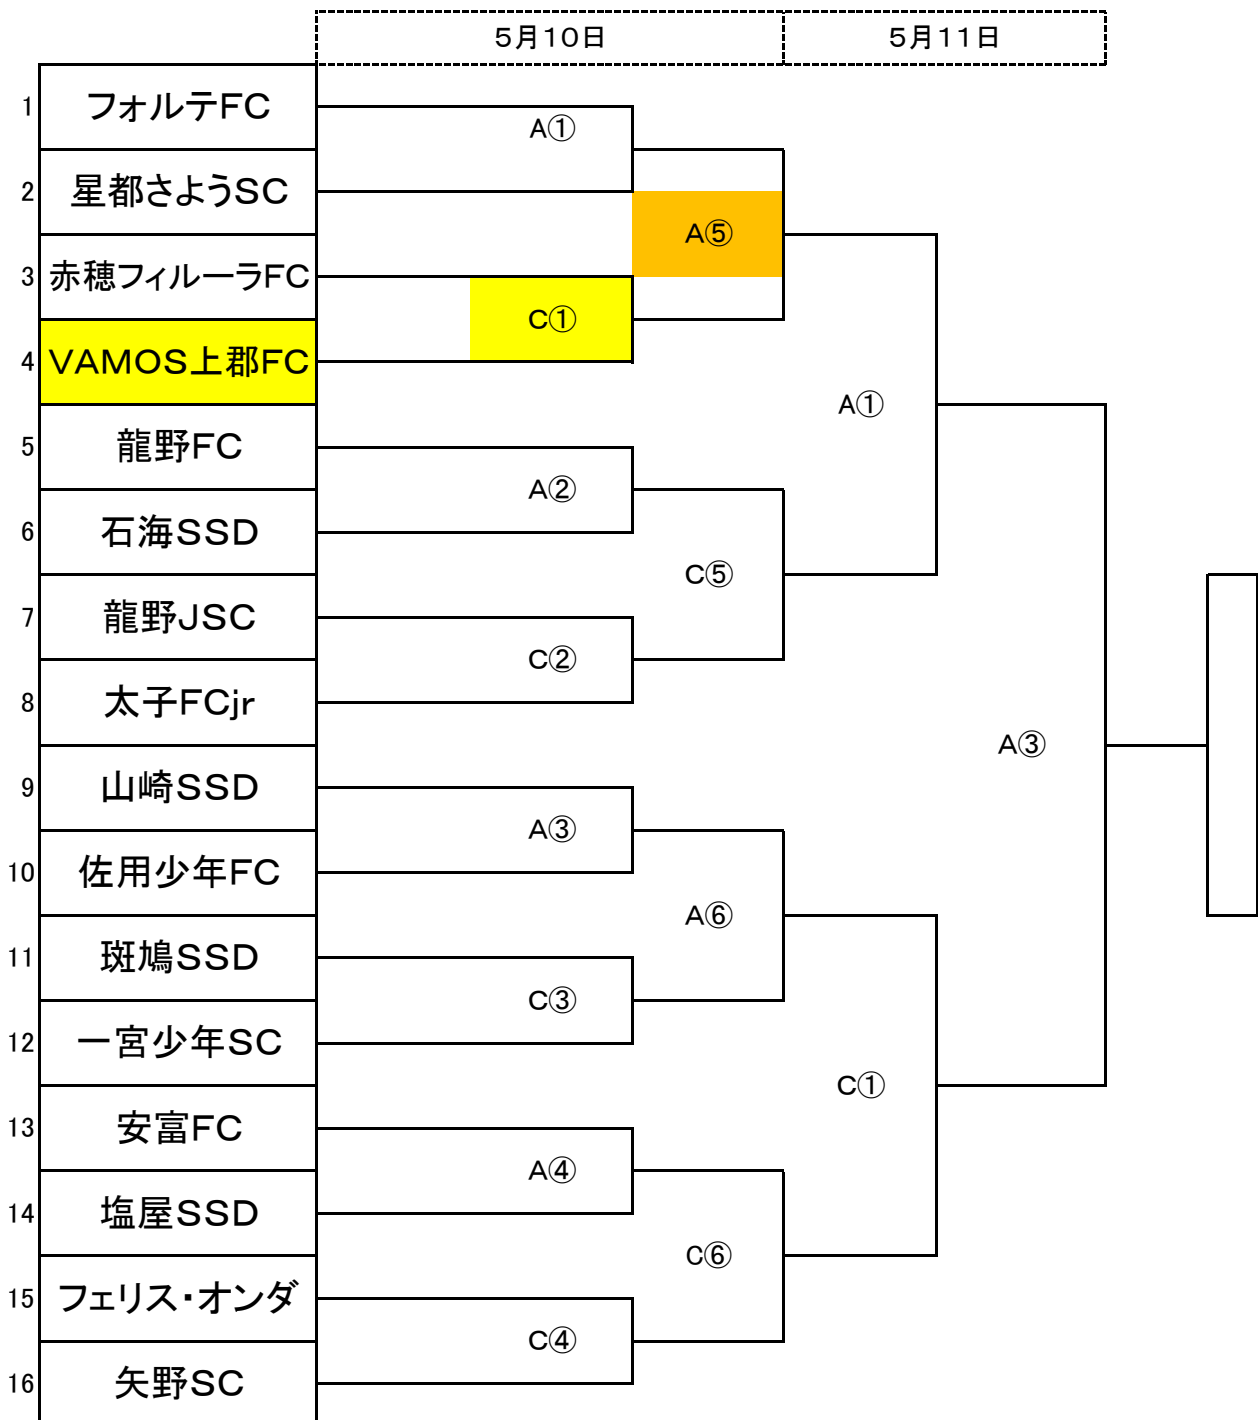 5月10日 5月11日
1 フォルテFC
A①
2 星都さようSC
A⑤
3 赤穂フィルーラFC
C①
4 VAMOS上郡FC
A①
5 龍野FC
A②
6 石海SSD
C⑤
7 龍野JSC
C②
8 太子FCjr
A③
9 山崎SSD
A③
10 佐用少年FC
A⑥
11 斑鳩SSD
C③
12 一宮少年SC
C①
13 安富FC
A④
14 塩屋SSD
C⑥
15 フェリス・オンダ
C④
16 矢野SC